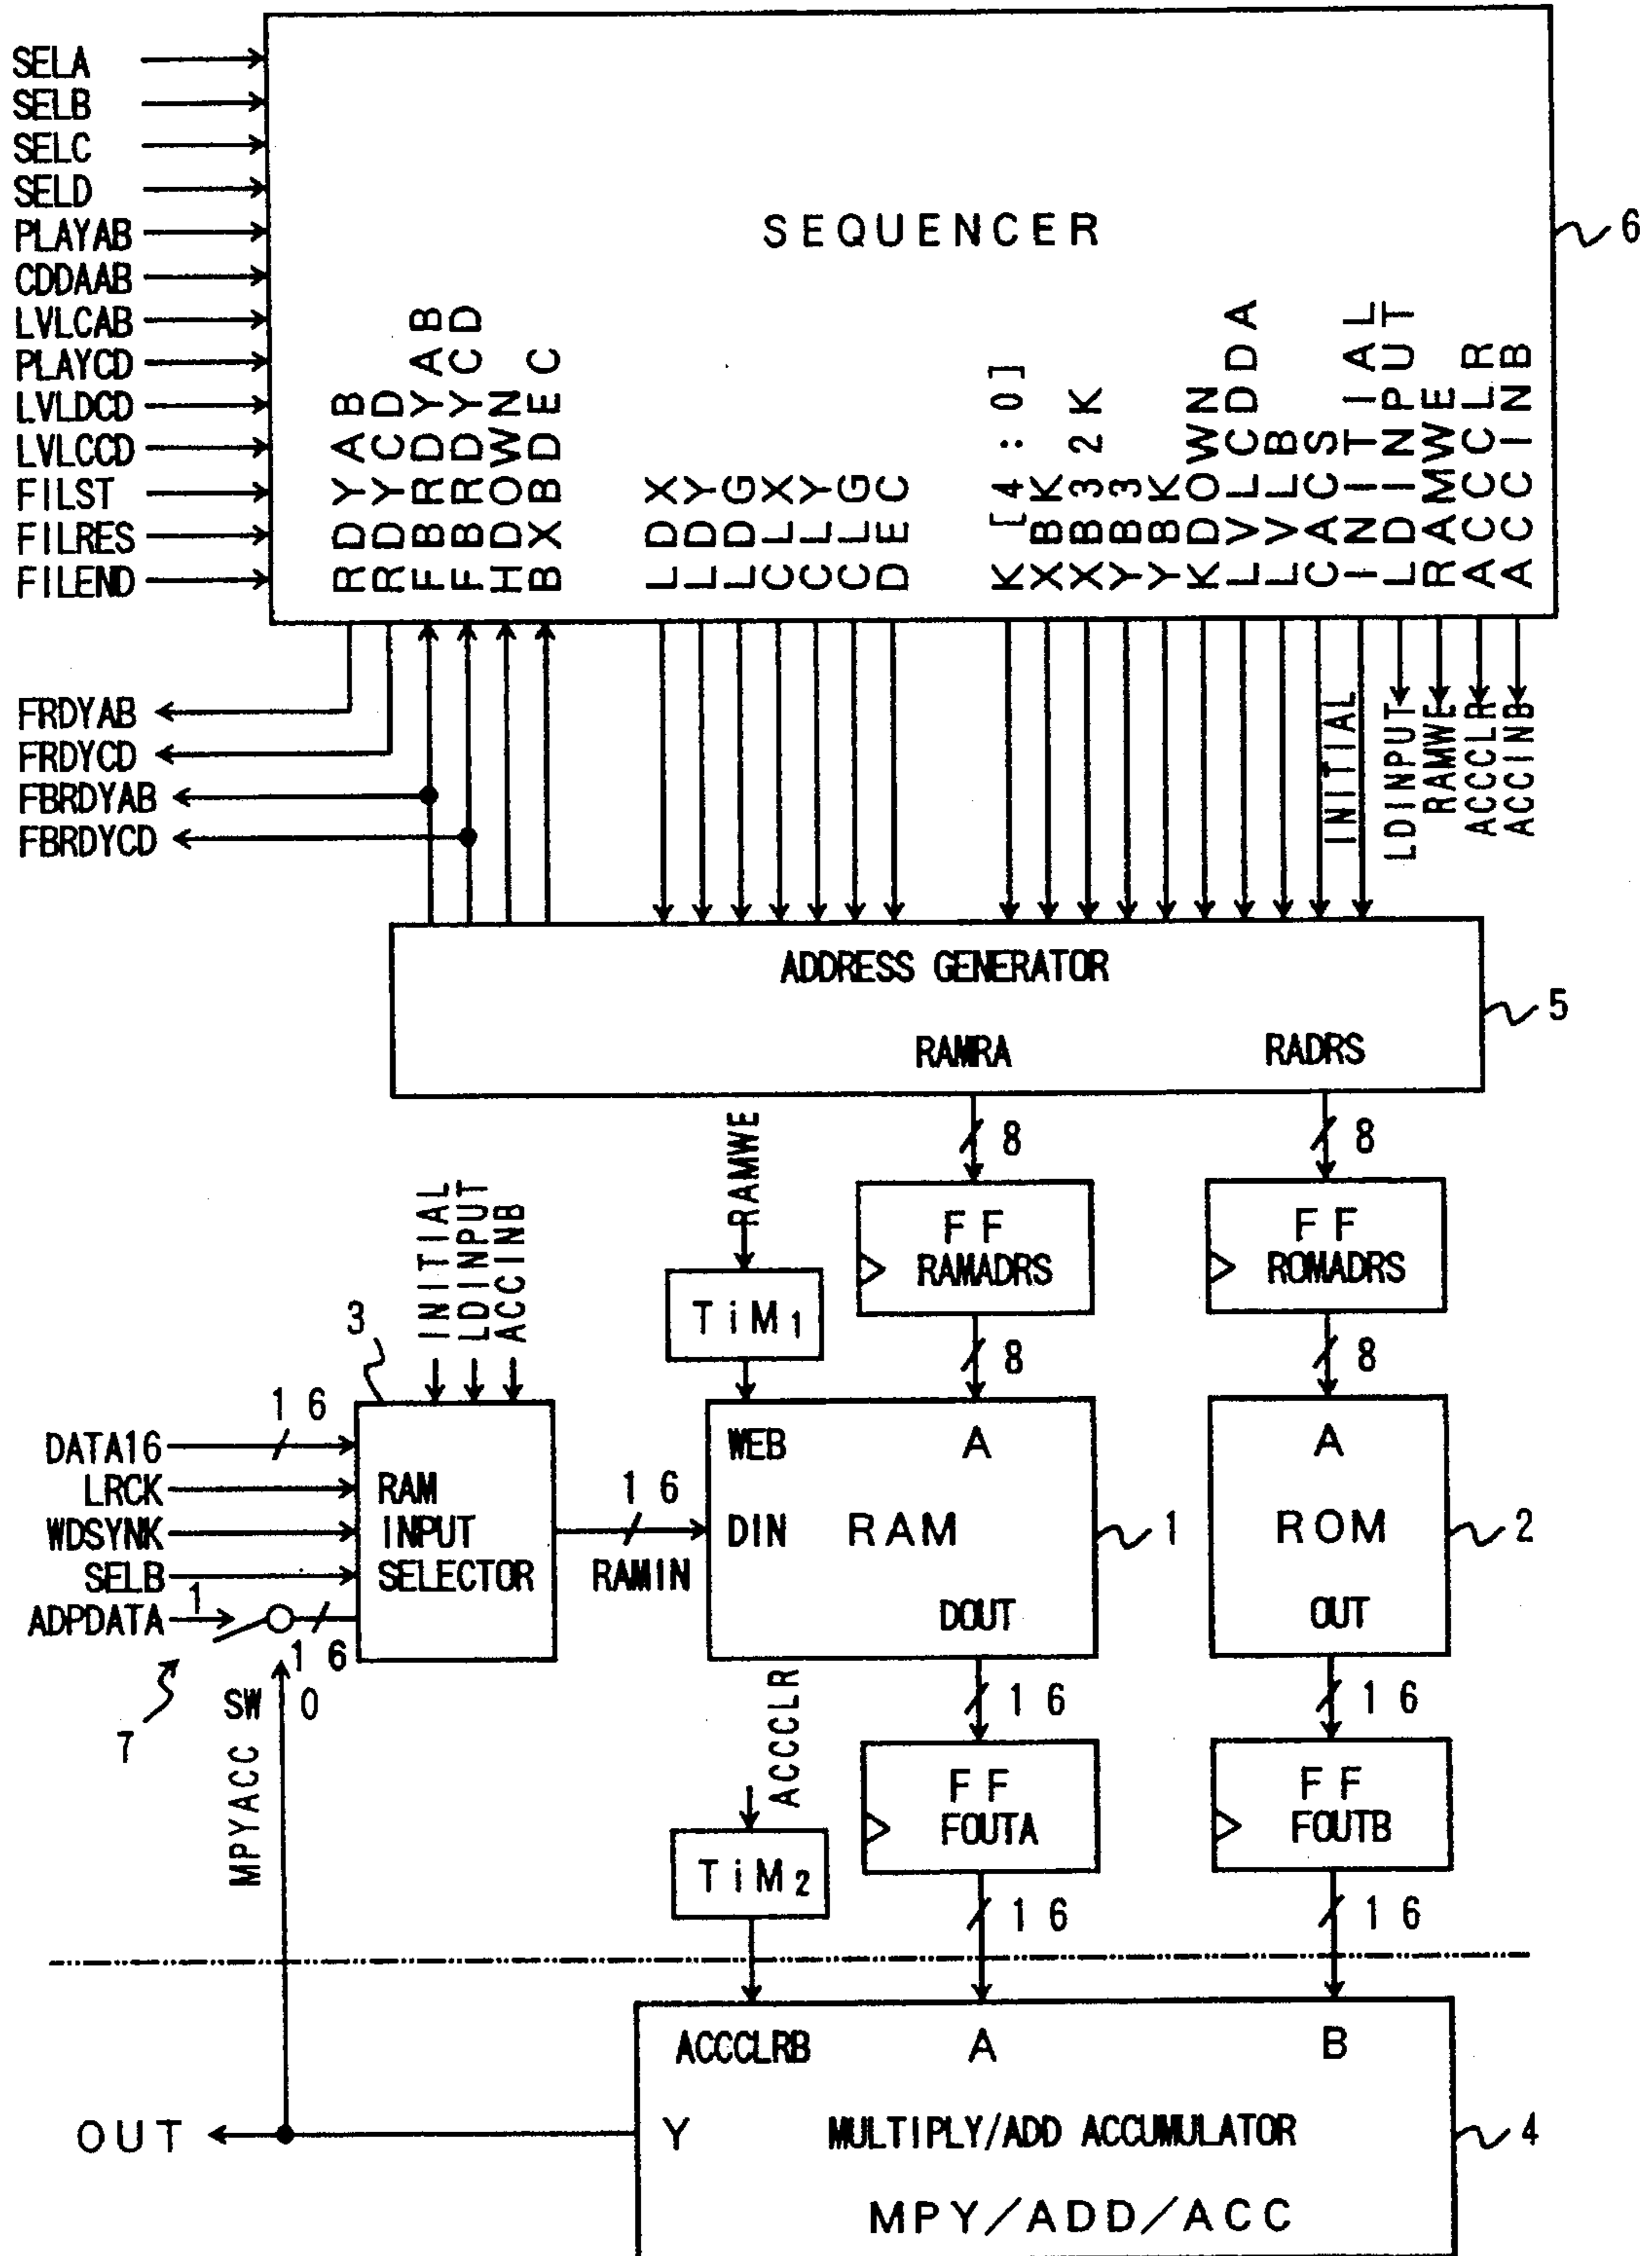 SELA
SELB
SELC
SELD
PLAYAB
CDDAAB
LVLCAB
PLAYCD
LVLDCD
LVLCCD
FILST
FILRES
FILEND
SEQUENCER
6
RDYAB
RDYCD
FBRDYAB
FBRDYCD
HDOWN
BXBDEC
LDX
LDY
LDG
CLX
CLY
CLG
DEC
K [4:0]
XBK
XB32K
YB3
YBK
KDOWN
LVLCDDA
LVLB
CACS
INITIAL
LDINPUT
RAMWE
ACCCLR
ACCINB
FRDYAB
FRDYCD
FBRDYAB
FBRDYCD
INITIAL
LDINPUT
RAMWE
ACCCLR
ACCINB
ADDRESS GENERATOR
5
RAMRA
RADRS
8
8
RAMWE
FF
RAMADRS
FF
ROMADRS
INITIAL
LDINPUT
ACCINB
TiM1
8
8
3
DATA16
16
LRCK
WDSYNK
SELB
ADPDATA
1
16
RAM
INPUT
SELECTOR
16
RAMIN
WEB
A
DIN
RAM
DOUT
1
A
ROM
OUT
2
7
SW
0
MPYACC
ACCCLR
16
16
FF
FOUTA
FF
FOUTB
TiM2
16
16
ACCCLRB
A
B
OUT
Y
MULTIPLY/ADD ACCUMULATOR
4
MPY/ADD/ACC